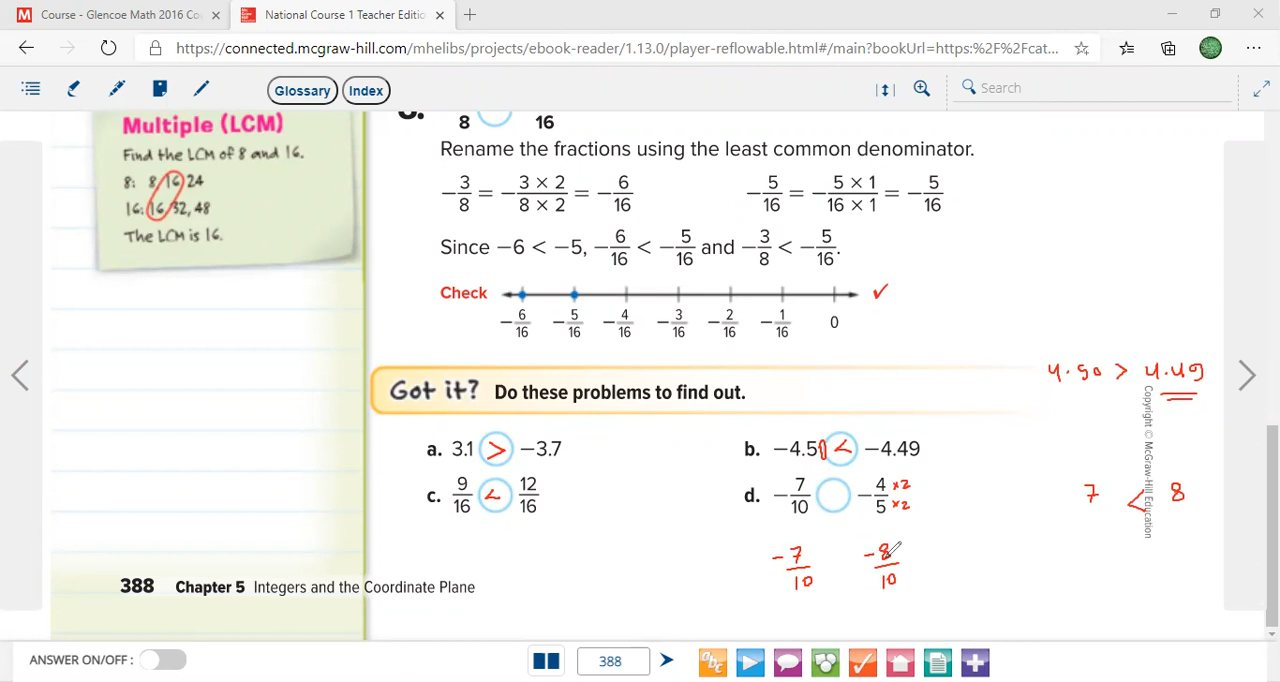 Course - Glencoe Math 2016 Co
National Course 1 Teacher Editio
https://connected.mcgraw-hill.com/mhelibs/projects/ebook-reader/1.13.0/player-reflowable.html#/main?bookUrl=https:%2F%2Fcat...
Glossary Index Search
Multiple (LCM)
Find the LCM of 8 and 16.
8: 8, 16 24
16: 16, 32, 48
The LCM is 16.
8 16
Rename the fractions using the least common denominator.
−3/8 = −(3 × 2)/(8 × 2) = −6/16 −5/16 = −(5 × 1)/(16 × 1) = −5/16
Since −6 < −5, −6/16 < −5/16 and −3/8 < −5/16.
Check ✓
−6/16 −5/16 −4/16 −3/16 −2/16 −1/16 0
Got it? Do these problems to find out.
4.50 > 4.49
a. 3.1 > −3.7 b. −4.50 < −4.49
c. 9/16 < 12/16 d. −7/10 −4/5 ×2 ×2
7 < 8
−7/10 −8/10
Copyright © McGraw-Hill Education
388 Chapter 5 Integers and the Coordinate Plane
ANSWER ON/OFF : 388 abc